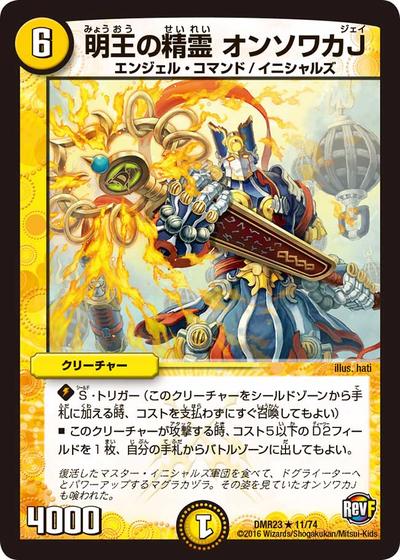 6
みょうおう せいれい ジェイ
明王の精霊 オンソワカJ
エンジェル・コマンド / イニシャルズ
クリーチャー
illus. hati
シールド
S・トリガー（このクリーチャーをシールドゾーンから手
札に加える時、コストを支払わずにすぐ召喚してもよい）
■ このクリーチャーが攻撃する時、コスト5以下のD2フィー
ルドを1枚、自分の手札からバトルゾーンに出してもよい。
復活したマスター・イニシャルズ軍団を食べて、ドグライーターへ
とパワーアップするマグラカヅラ。その姿を見ていたオンソワカJ
も喰われた。
RevF
4000
1
DMR23 ★ 11/74
©2016 Wizards/Shogakukan/Mitsui-Kids